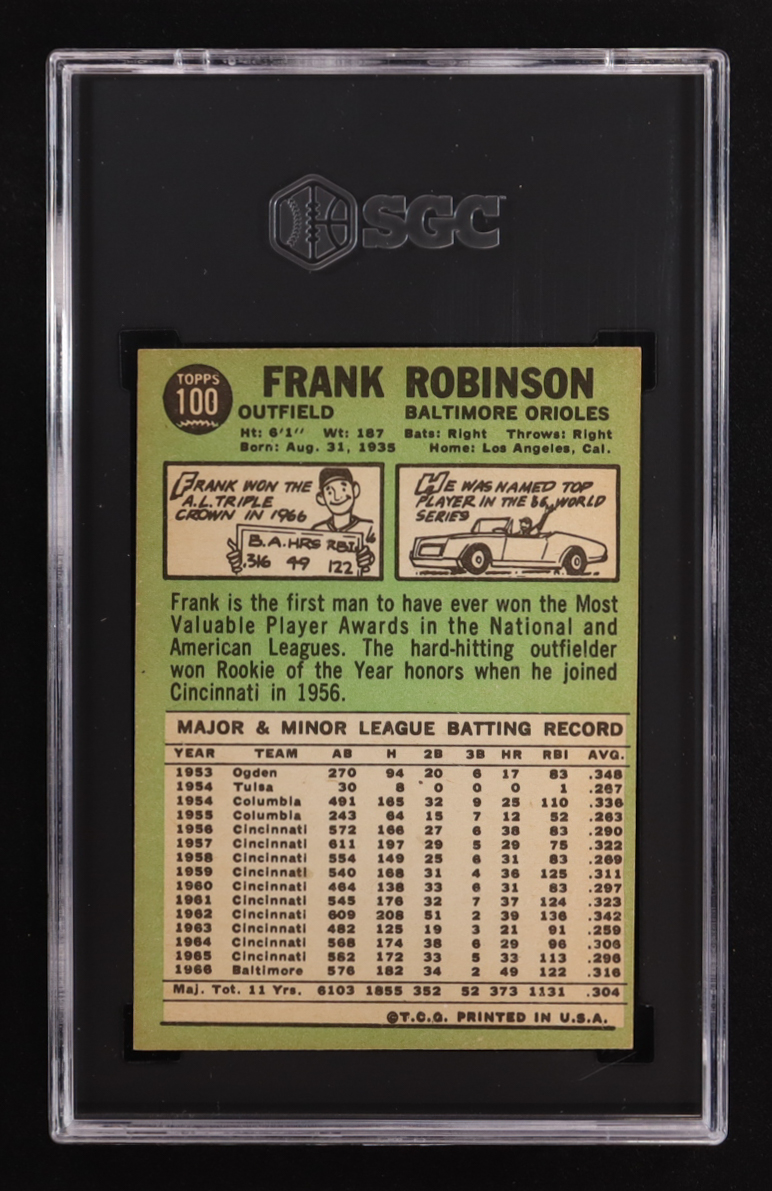 SGC
TOPPS
100
FRANK ROBINSON
OUTFIELD BALTIMORE ORIOLES
Ht: 6'1" Wt: 187 Bats: Right Throws: Right
Born: Aug. 31, 1935 Home: Los Angeles, Cal.
FRANK WON THE
A.L. TRIPLE
CROWN IN 1966
B.A. HRS RBI
.316 49 122
HE WAS NAMED TOP
PLAYER IN THE 66 WORLD
SERIES
Frank is the first man to have ever won the Most
Valuable Player Awards in the National and
American Leagues. The hard-hitting outfielder
won Rookie of the Year honors when he joined
Cincinnati in 1956.
MAJOR & MINOR LEAGUE BATTING RECORD
YEAR TEAM AB H 2B 3B HR RBI AVG.
1953 Ogden 270 94 20 6 17 83 .348
1954 Tulsa 30 8 0 0 0 1 .267
1954 Columbia 491 165 32 9 25 110 .336
1955 Columbia 243 64 15 7 12 52 .263
1956 Cincinnati 572 166 27 6 38 83 .290
1957 Cincinnati 611 197 29 5 29 75 .322
1958 Cincinnati 554 149 25 6 31 83 .269
1959 Cincinnati 540 168 31 4 36 125 .311
1960 Cincinnati 464 138 33 6 31 83 .297
1961 Cincinnati 545 176 32 7 37 124 .323
1962 Cincinnati 609 208 51 2 39 136 .342
1963 Cincinnati 482 125 19 3 21 91 .259
1964 Cincinnati 568 174 38 6 29 96 .306
1965 Cincinnati 582 172 33 5 33 113 .296
1966 Baltimore 576 182 34 2 49 122 .316
Maj. Tot. 11 Yrs. 6103 1855 352 52 373 1131 .304
©T.C.G. PRINTED IN U.S.A.